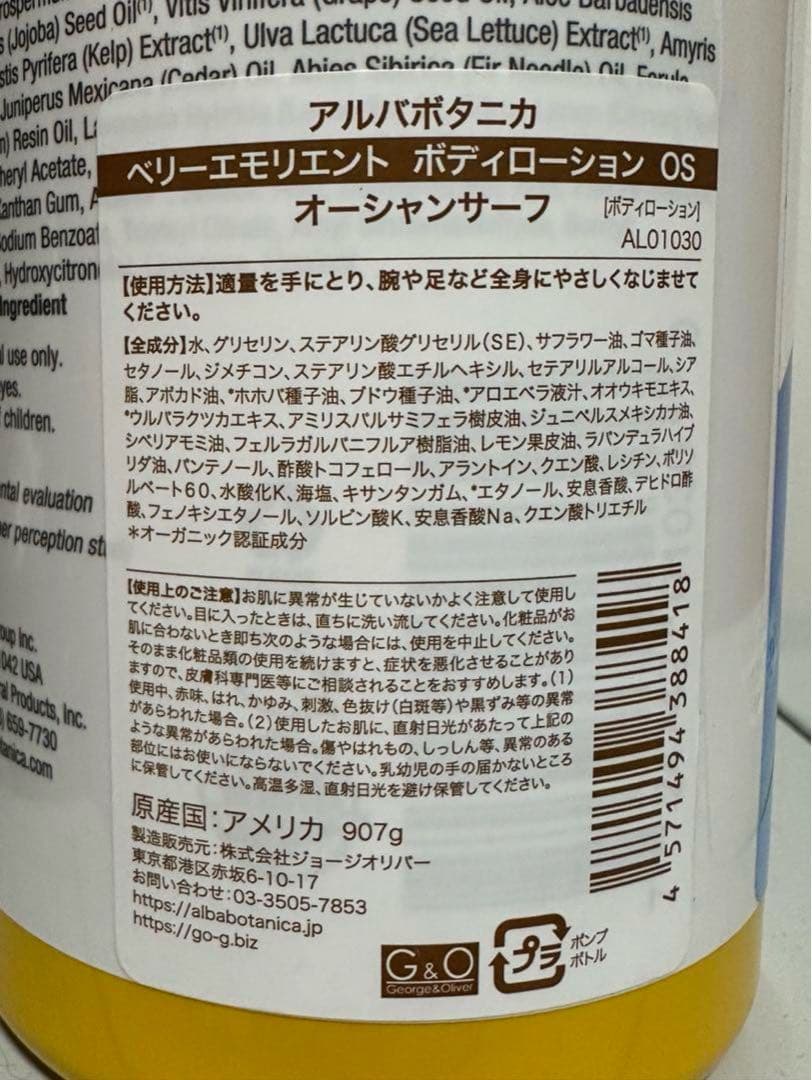 (Jojoba) Seed Oil⁽¹⁾, Vitis Vinifera (Grape) Seed Oil, Aloe Barbadensis
Pyrifera (Kelp) Extract⁽¹⁾, Ulva Lactuca (Sea Lettuce) Extract⁽¹⁾, Amyris
Juniperus Mexicana (Cedar) Oil, Abies Sibirica (Fir Needle) Oil, Ferula
Resin Oil,
Acetate,
Xanthan Gum,
Sodium Benzoat
Hydroxycitron
Ingredient
use only.
eyes.
children.
evaluation
perception
Inc.
042 USA
Products, Inc.
659-7730
アルバボタニカ
ベリーエモリエント ボディローション OS
オーシャンサーフ [ボディローション]
AL01030
【使用方法】適量を手にとり、腕や足など全身にやさしくなじませて
ください。
【全成分】水、グリセリン、ステアリン酸グリセリル(SE)、サフラワー油、ゴマ種子油、
セタノール、ジメチコン、ステアリン酸エチルヘキシル、セテアリルアルコール、シア
脂、アボカド油、*ホホバ種子油、ブドウ種子油、*アロエベラ液汁、オオウキモエキス、
*ウルバラクツカエキス、アミリスバルサミフェラ樹皮油、ジュニペルスメキシカナ油、
シベリアモミ油、フェルラガルバニフルア樹脂油、レモン果皮油、ラバンデュラハイブ
リダ油、パンテノール、酢酸トコフェロール、アラントイン、クエン酸、レシチン、ポリソ
ルベート60、水酸化K、海塩、キサンタンガム、*エタノール、安息香酸、デヒドロ酢
酸、フェノキシエタノール、ソルビン酸K、安息香酸Na、クエン酸トリエチル
*オーガニック認証成分
【使用上のご注意】お肌に異常が生じていないかよく注意して使用し
てください。目に入ったときは、直ちに洗い流してください。化粧品がお
肌に合わないとき即ち次のような場合には、使用を中止してください。
そのまま化粧品類の使用を続けますと、症状を悪化させることがあり
ますので、皮膚科専門医等にご相談されることをおすすめします。(1)
使用中、赤味、はれ、かゆみ、刺激、色抜け(白斑等)や黒ずみ等の異常
があらわれた場合。(2)使用したお肌に、直射日光があたって上記の
ような異常があらわれた場合。傷やはれもの、しっしん等、異常のある
部位にはお使いにならないでください。乳幼児の手の届かないところ
に保管してください。高温多湿、直射日光を避け保管してください。
原産国：アメリカ 907g
製造販売元：株式会社ジョージオリバー
東京都港区赤坂6-10-17
お問い合わせ：03-3505-7853
https://albabotanica.jp
https://go-g.biz
4 571494 388418
G&O
George&Oliver
プラ
ポンプ
ボトル